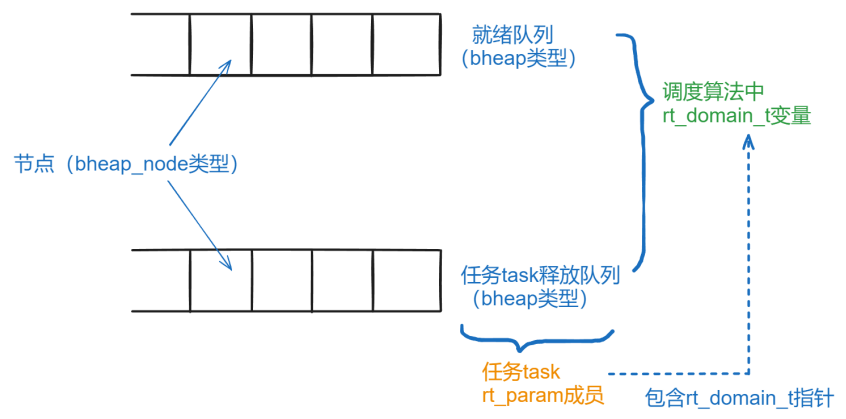 就绪队列
（bheap类型）
调度算法中
rt_domain_t变量
节点（bheap_node类型）
任务task释放队列
（bheap类型）
任务task
rt_param成员
包含rt_domain_t指针